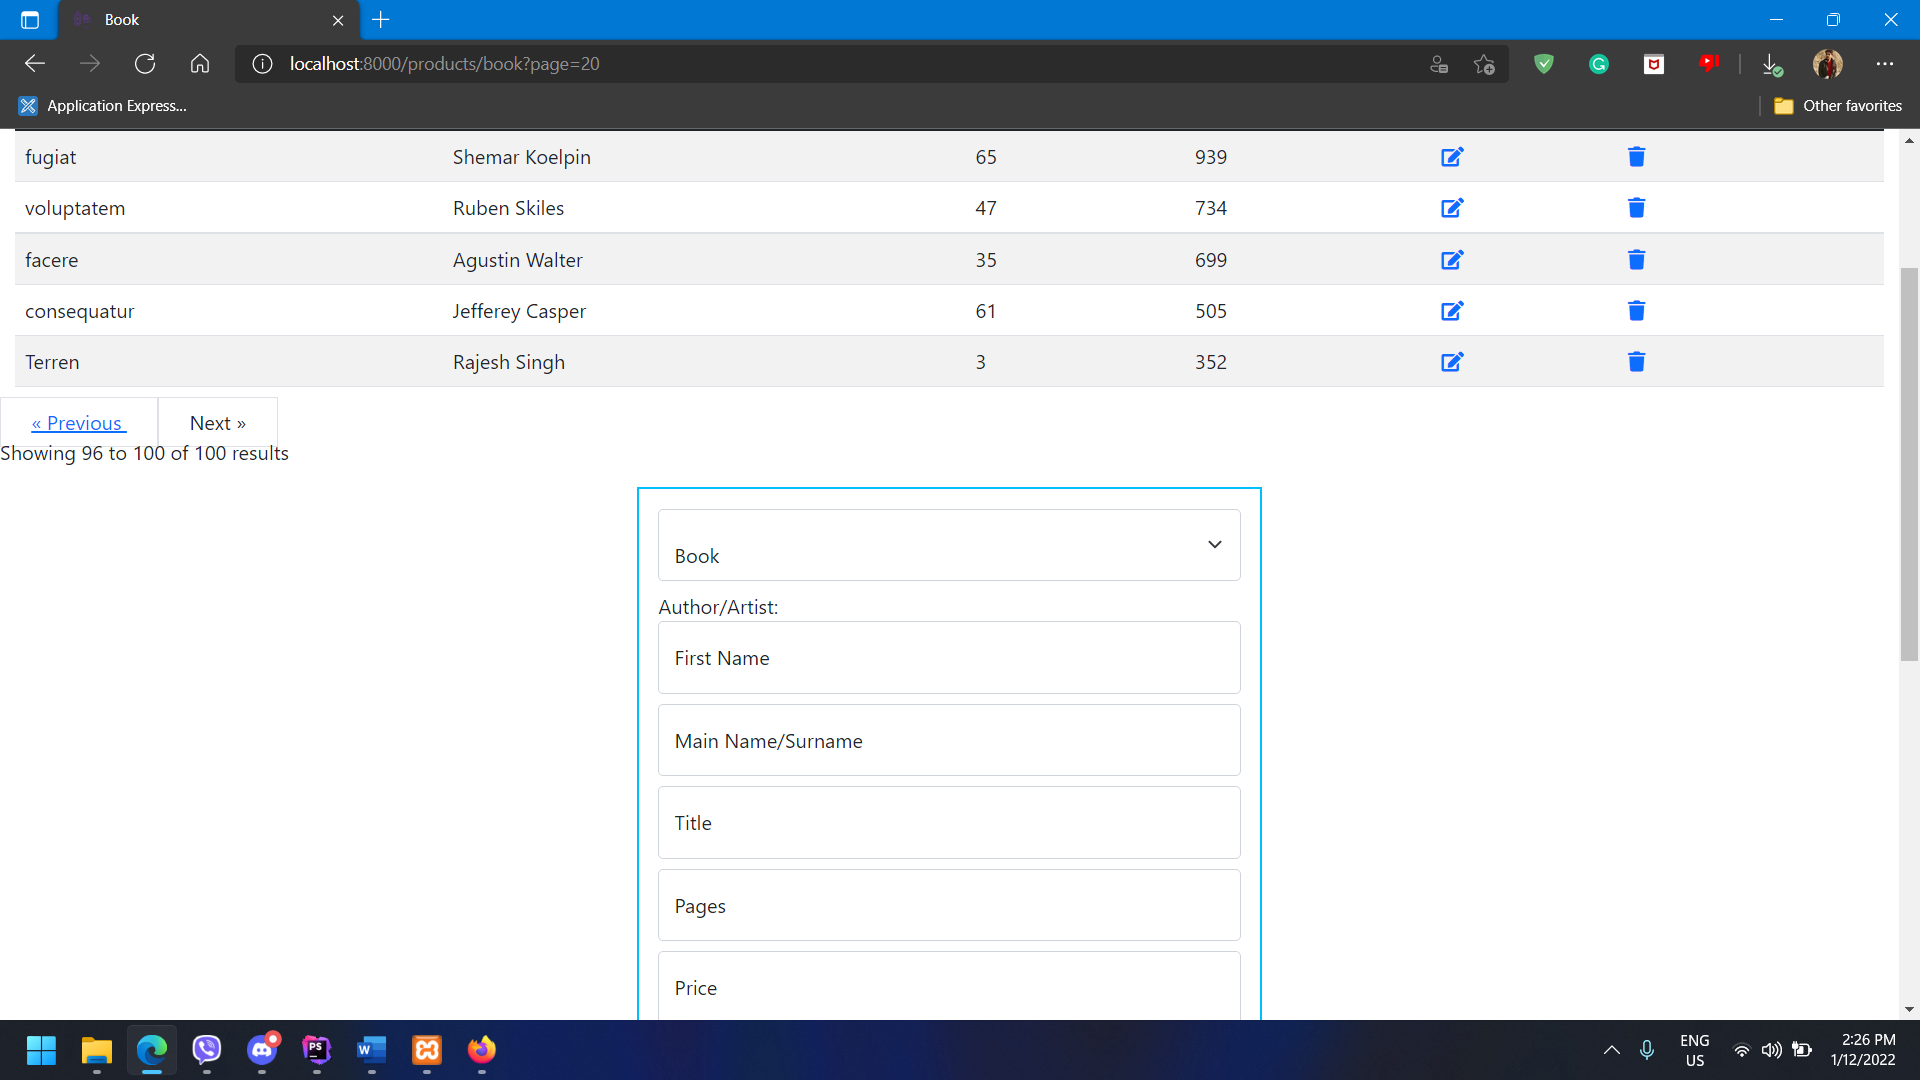 Book
localhost:8000/products/book?page=20
Application Express...
Other favorites
fugiat Shemar Koelpin 65 939
voluptatem Ruben Skiles 47 734
facere Agustin Walter 35 699
consequatur Jefferey Casper 61 505
Terren Rajesh Singh 3 352
« Previous Next »
Showing 96 to 100 of 100 results
Book
Author/Artist:
First Name
Main Name/Surname
Title
Pages
Price
ENG
US
2:26 PM
1/12/2022